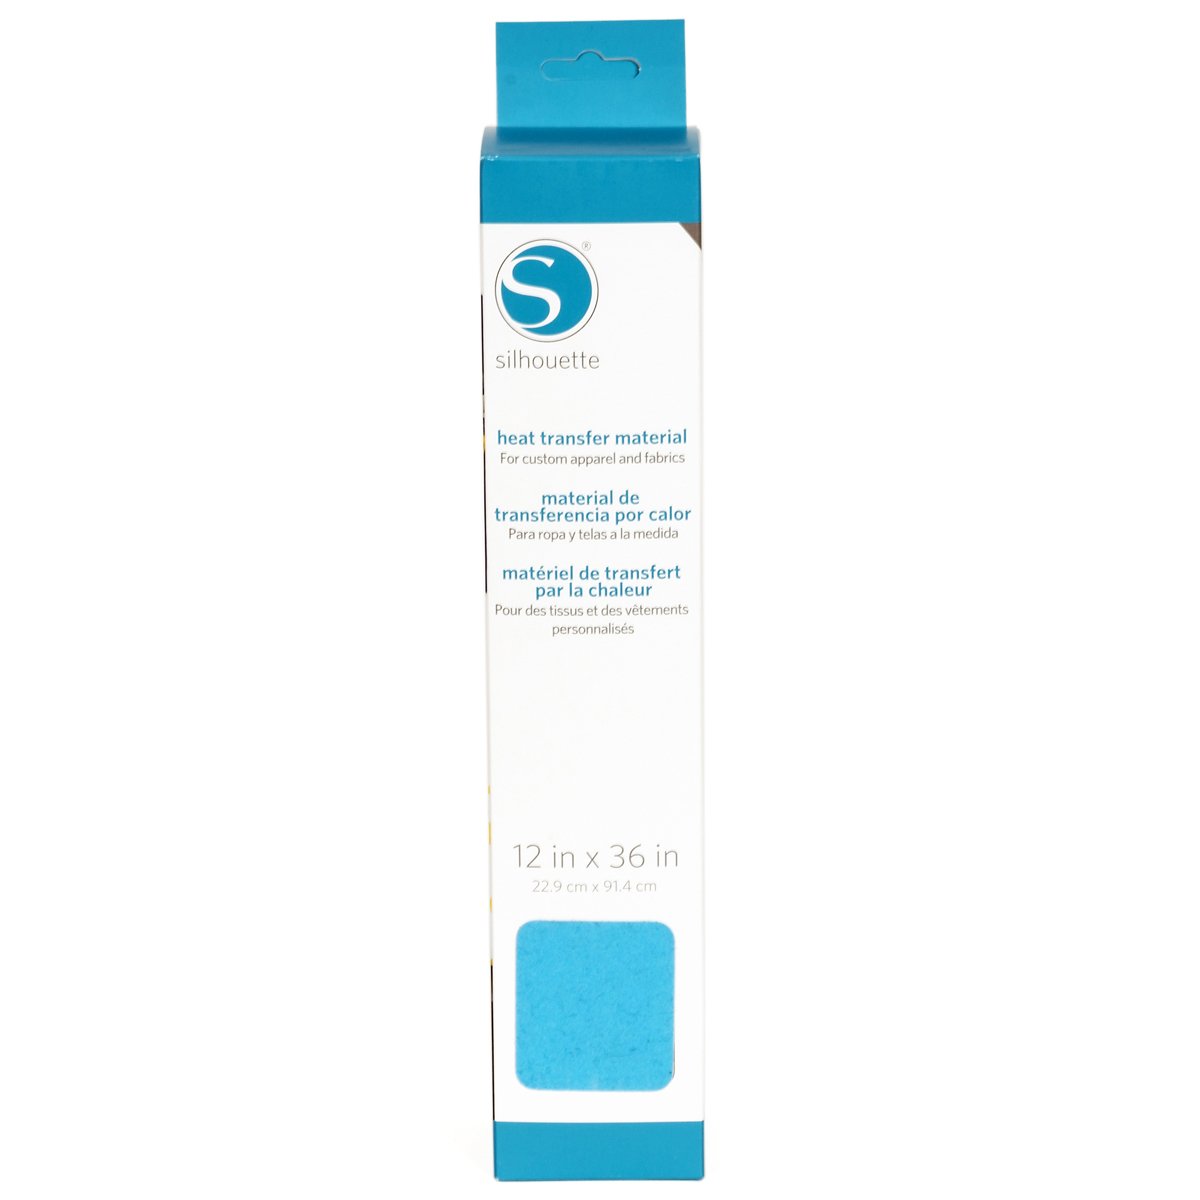 S
®
silhouette
heat transfer material
For custom apparel and fabrics
material de
transferencia por calor
Para ropa y telas a la medida
matériel de transfert
par la chaleur
Pour des tissus et des vêtements
personnalisés
12 in x 36 in
22.9 cm x 91.4 cm